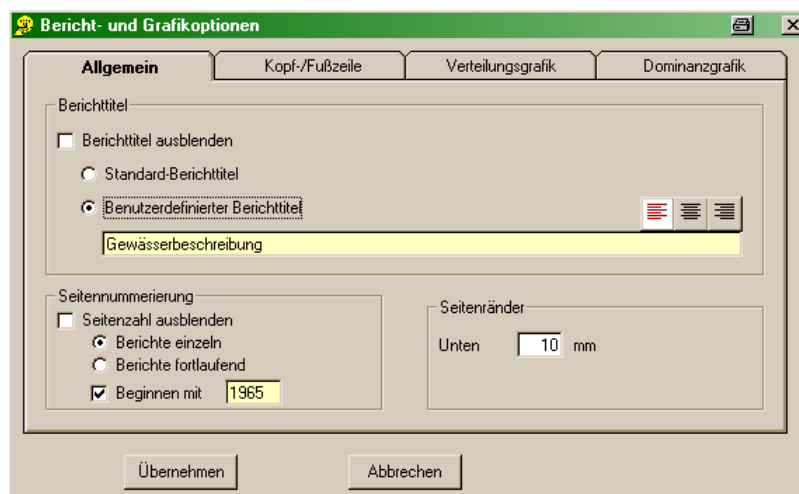 Bericht- und Grafikoptionen
Allgemein
Kopf-/Fußzeile
Verteilungsgrafik
Dominanzgrafik
Berichttitel
Berichttitel ausblenden
Standard-Berichttitel
Benutzerdefinierter Berichttitel
Gewässerbeschreibung
Seitennummerierung
Seitenzahl ausblenden
Berichte einzeln
Berichte fortlaufend
Beginnen mit 1965
Seitenränder
Unten 10 mm
Übernehmen
Abbrechen